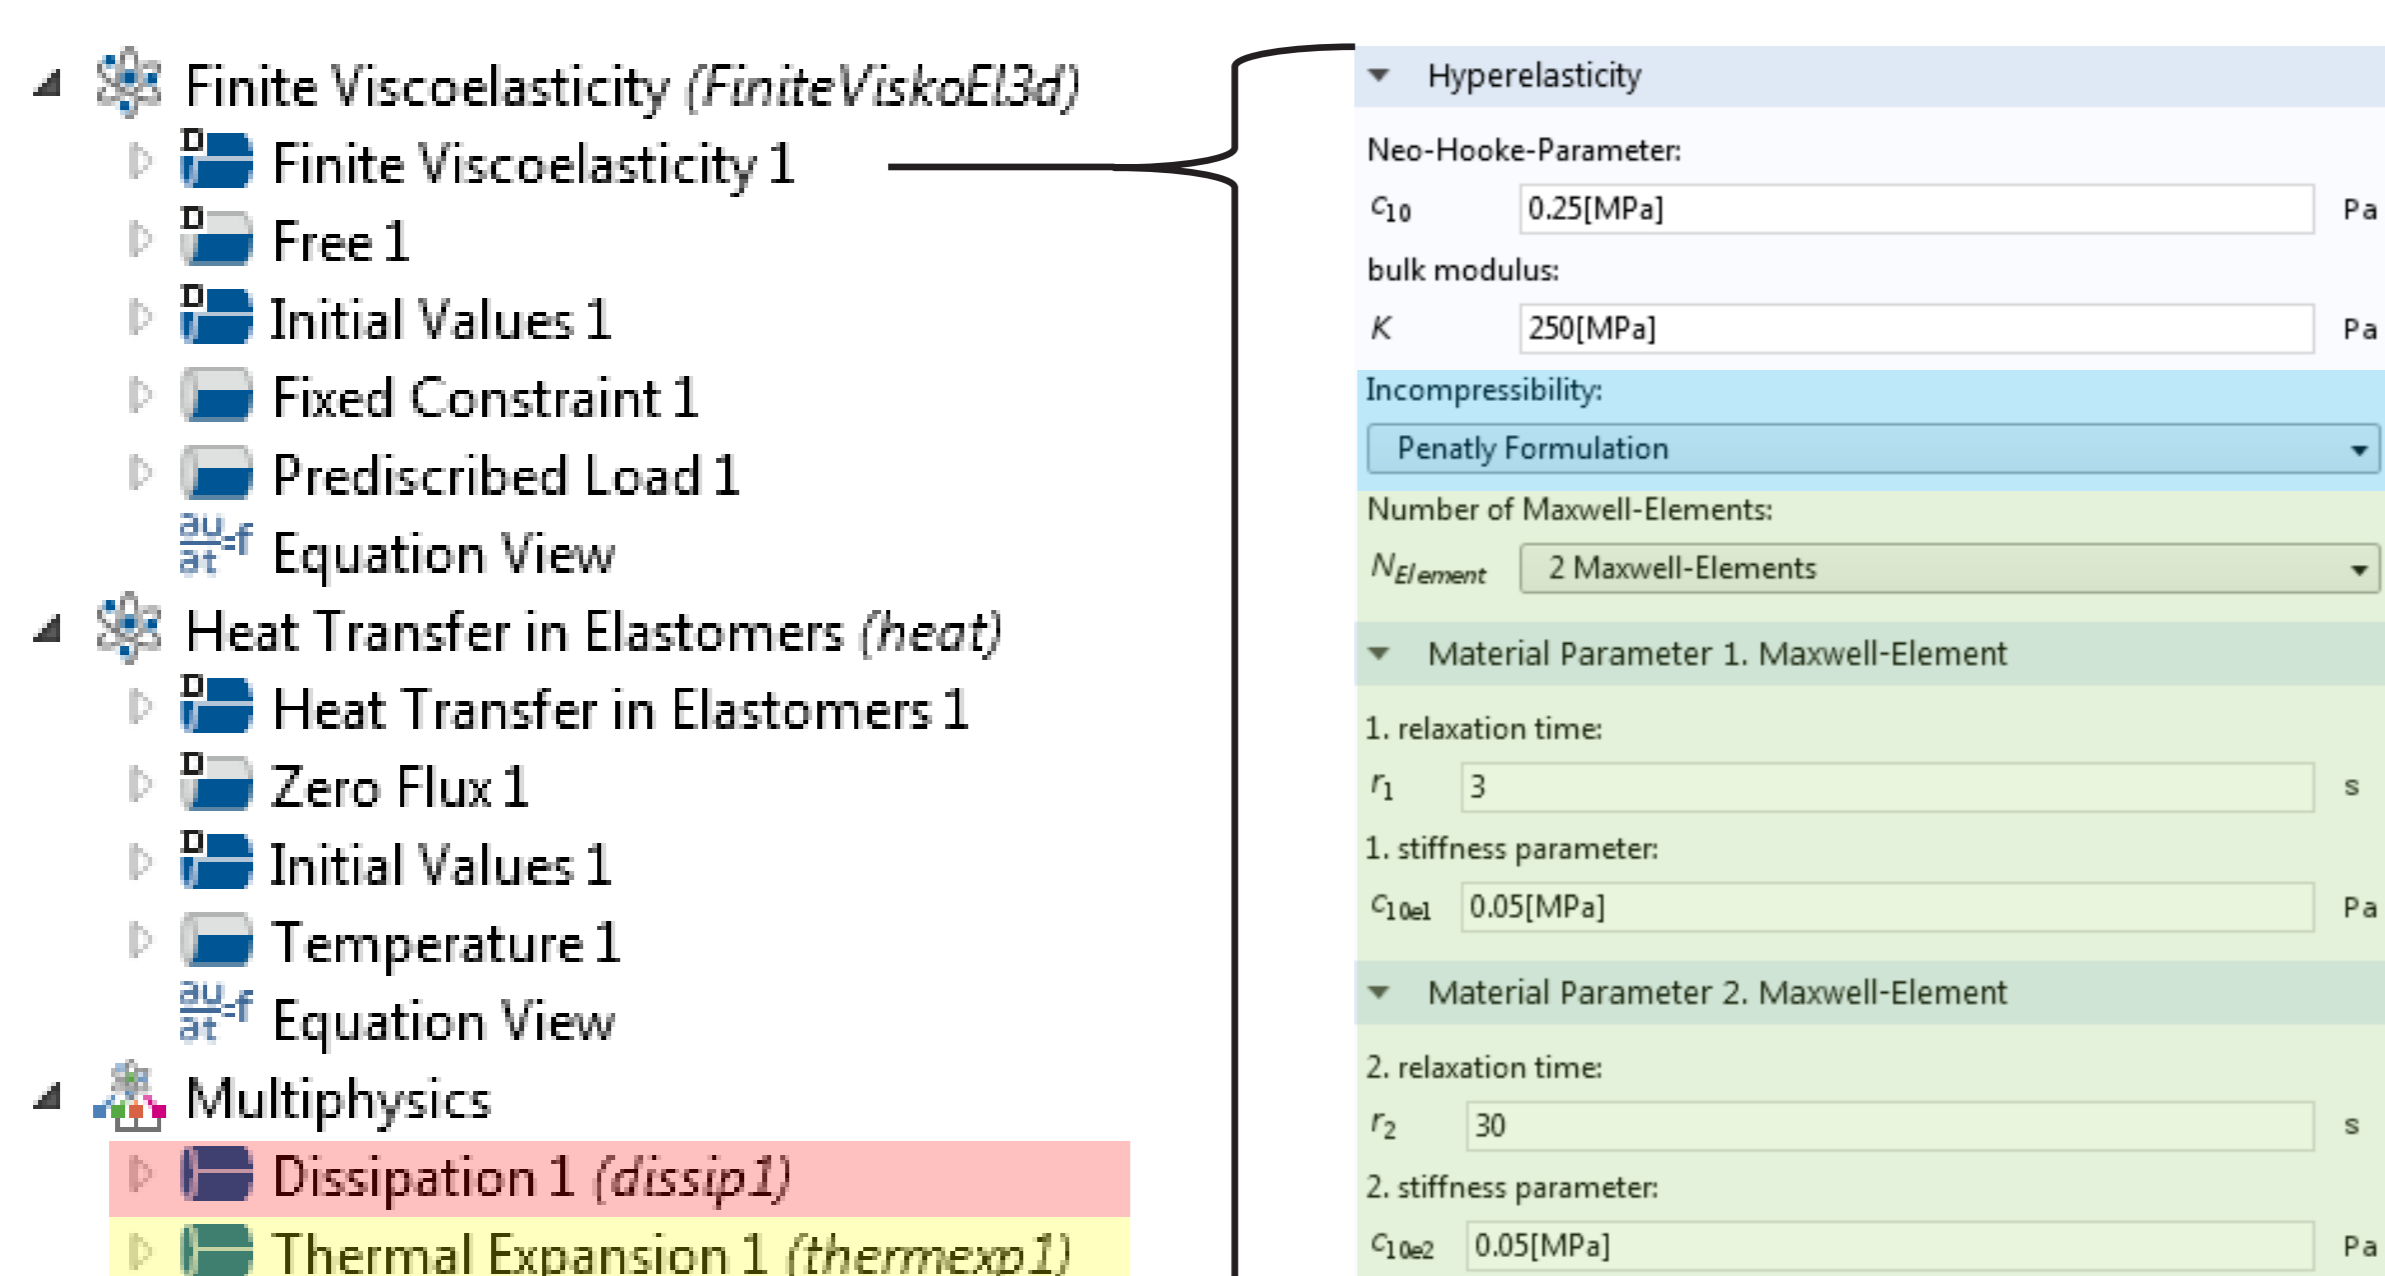 Finite Viscoelasticity (FiniteViskoEl3d)
Finite Viscoelasticity 1
Free 1
Initial Values 1
Fixed Constraint 1
Prediscribed Load 1
∂u/∂t=f Equation View
Heat Transfer in Elastomers (heat)
Heat Transfer in Elastomers 1
Zero Flux 1
Initial Values 1
Temperature 1
∂u/∂t=f Equation View
Multiphysics
Dissipation 1 (dissip1)
Thermal Expansion 1 (thermexp1)
Hyperelasticity
Neo-Hooke-Parameter:
c10 0.25[MPa] Pa
bulk modulus:
K 250[MPa] Pa
Incompressibility:
Penatly Formulation
Number of Maxwell-Elements:
NElement 2 Maxwell-Elements
Material Parameter 1. Maxwell-Element
1. relaxation time:
r1 3 s
1. stiffness parameter:
c10e1 0.05[MPa] Pa
Material Parameter 2. Maxwell-Element
2. relaxation time:
r2 30 s
2. stiffness parameter:
c10e2 0.05[MPa] Pa